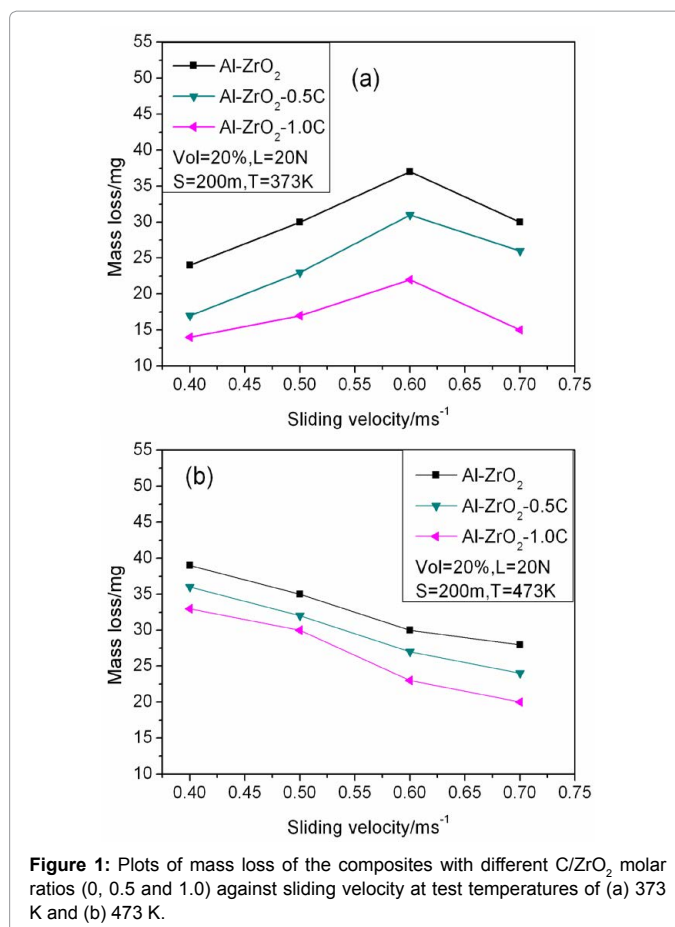 55
50
45
40
35
30
25
20
15
10
Mass loss/mg
Al-ZrO₂
Al-ZrO₂-0.5C
Al-ZrO₂-1.0C
Vol=20%,L=20N
S=200m,T=373K
(a)
0.40 0.45 0.50 0.55 0.60 0.65 0.70 0.75
Sliding velocity/ms⁻¹
55
50
45
40
35
30
25
20
15
10
Mass loss/mg
(b)
Al-ZrO₂
Al-ZrO₂-0.5C
Al-ZrO₂-1.0C
Vol=20%,L=20N
S=200m,T=473K
0.40 0.45 0.50 0.55 0.60 0.65 0.70 0.75
Sliding velocity/ms⁻¹
Figure 1: Plots of mass loss of the composites with different C/ZrO₂ molar
ratios (0, 0.5 and 1.0) against sliding velocity at test temperatures of (a) 373
K and (b) 473 K.